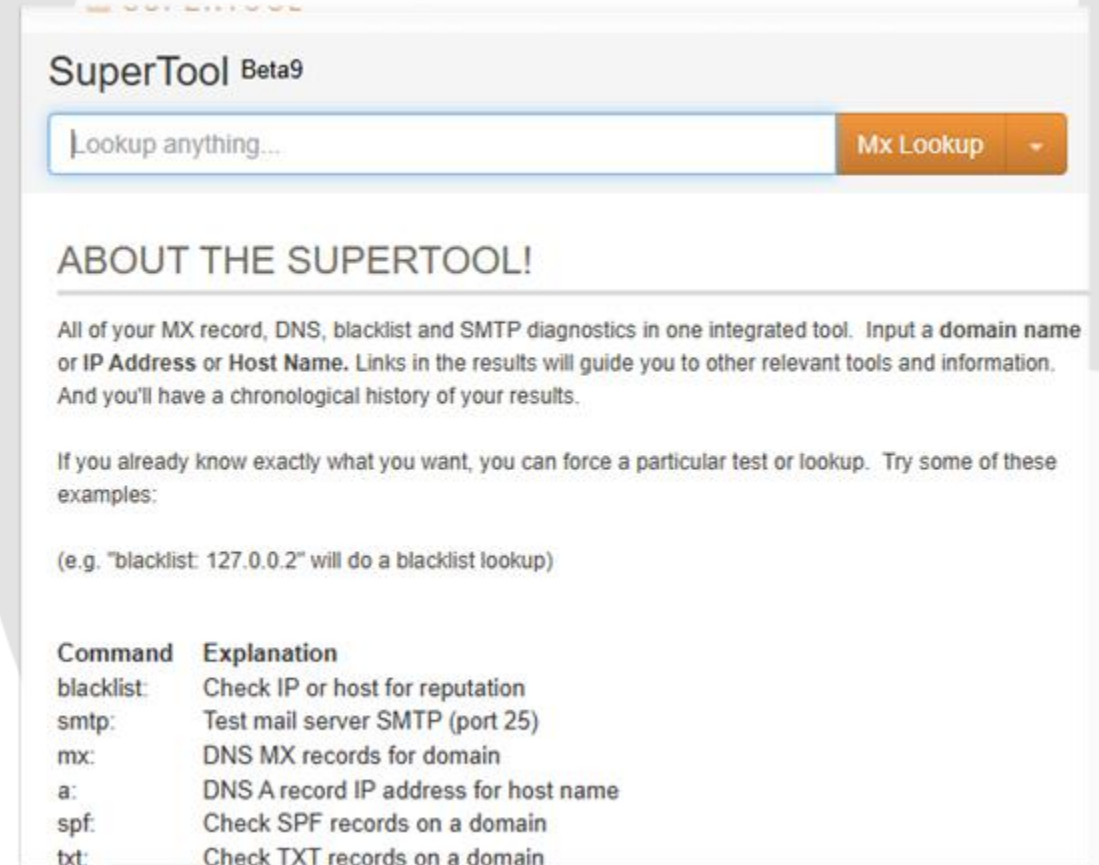 SuperTool Beta9
Lookup anything...
Mx Lookup
ABOUT THE SUPERTOOL!
All of your MX record, DNS, blacklist and SMTP diagnostics in one integrated tool.  Input a domain name
or IP Address or Host Name. Links in the results will guide you to other relevant tools and information.
And you'll have a chronological history of your results.
If you already know exactly what you want, you can force a particular test or lookup.  Try some of these
examples:
(e.g. "blacklist: 127.0.0.2" will do a blacklist lookup)
Command Explanation
blacklist: Check IP or host for reputation
smtp: Test mail server SMTP (port 25)
mx: DNS MX records for domain
a: DNS A record IP address for host name
spf: Check SPF records on a domain
txt: Check TXT records on a domain